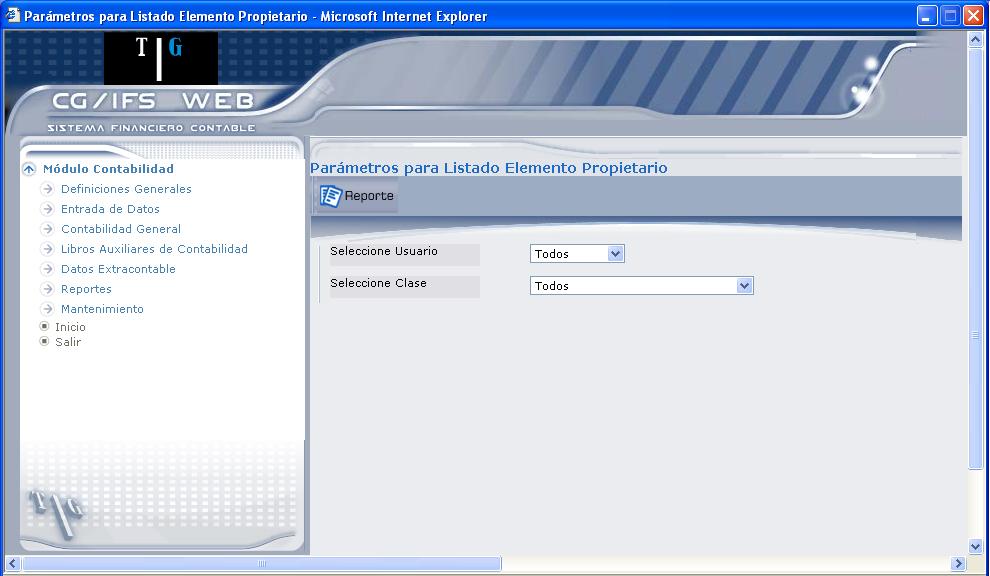 Parámetros para Listado Elemento Propietario - Microsoft Internet Explorer
T G
CG/IFS WEB
SISTEMA FINANCIERO CONTABLE
Módulo Contabilidad
Definiciones Generales
Entrada de Datos
Contabilidad General
Libros Auxiliares de Contabilidad
Datos Extracontable
Reportes
Mantenimiento
Inicio
Salir
T G
Parámetros para Listado Elemento Propietario
Reporte
Seleccione Usuario Todos
Seleccione Clase Todos